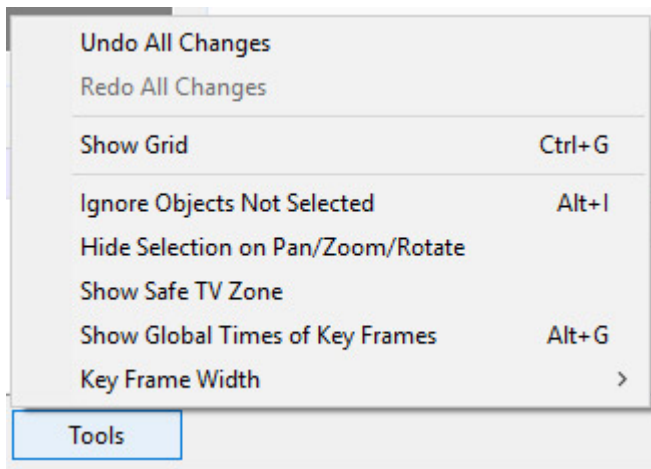 Undo All Changes
Redo All Changes
Show Grid Ctrl+G
Ignore Objects Not Selected Alt+I
Hide Selection on Pan/Zoom/Rotate
Show Safe TV Zone
Show Global Times of Key Frames Alt+G
Key Frame Width >
Tools